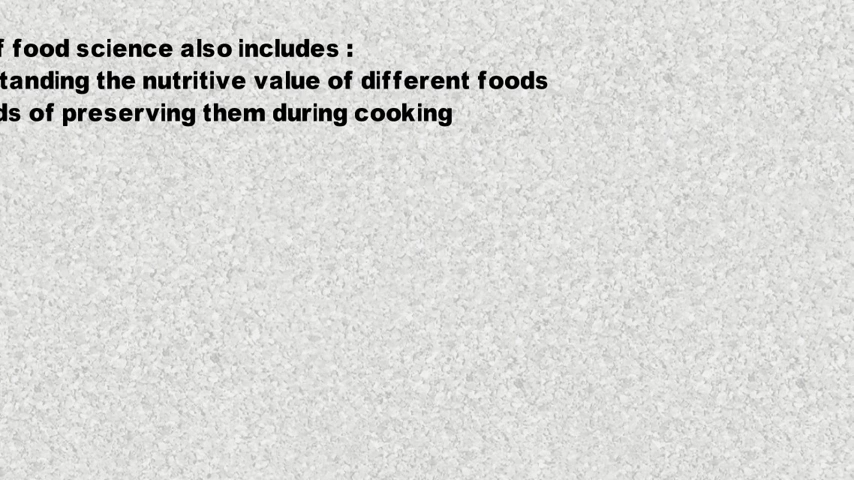 f food science also includes :
tanding the nutritive value of different foods
ds of preserving them during cooking